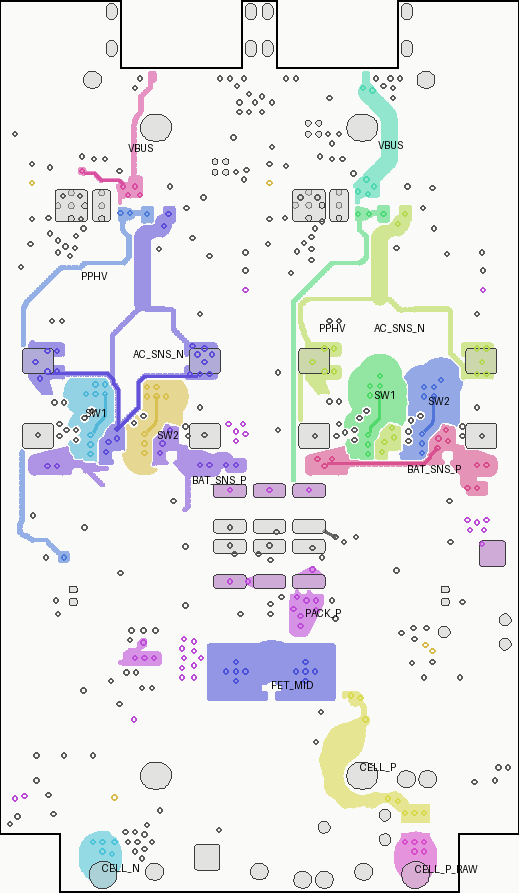 VBUS
VBUS
PPHV
PPHV
AC_SNS_N
AC_SNS_N
SW1
SW2
SW1
SW2
BAT_SNS_P
BAT_SNS_P
PACK_P
FET_MID
CELL_P
CELL_N
CELL_P_RAW